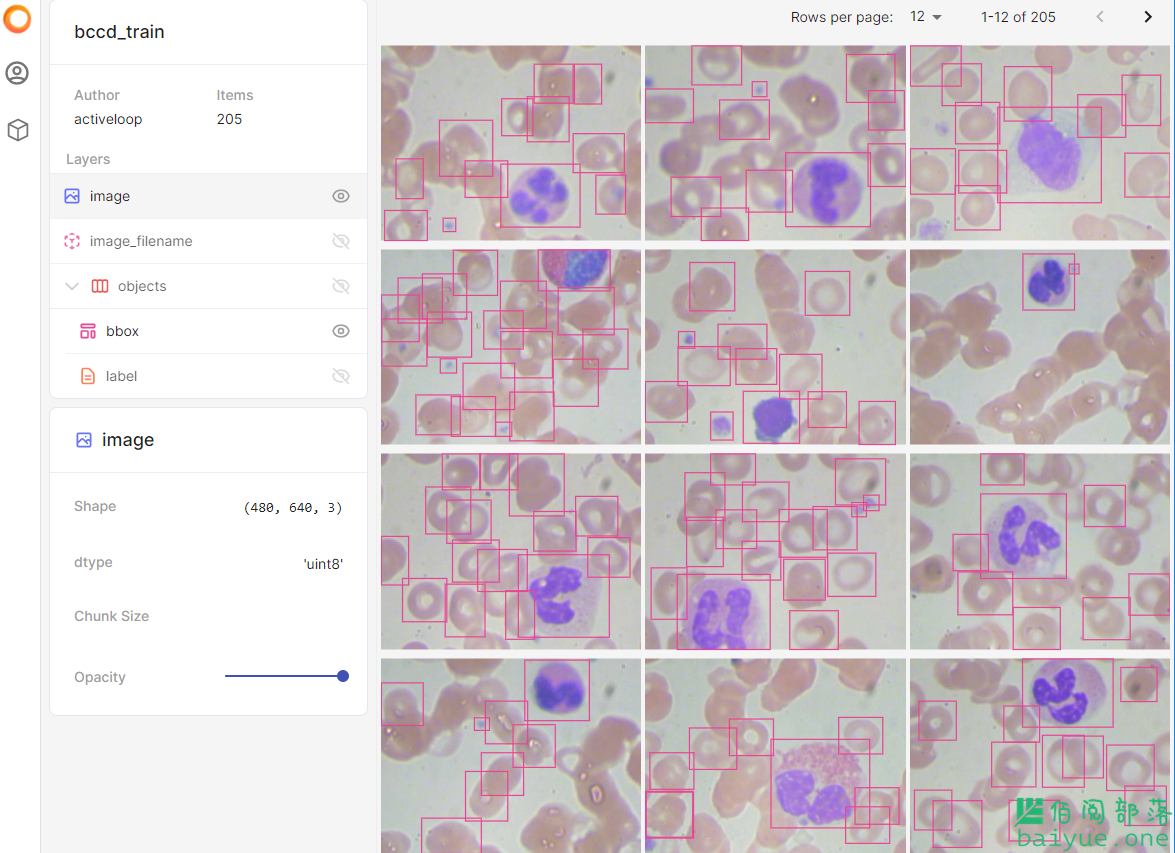 bccd_train
Rows per page: 12 1-12 of 205
Author Items
activeloop 205
Layers
image
image_filename
objects
bbox
label
image
Shape (480, 640, 3)
dtype 'uint8'
Chunk Size
Opacity
佰阅部落
baiyue.one